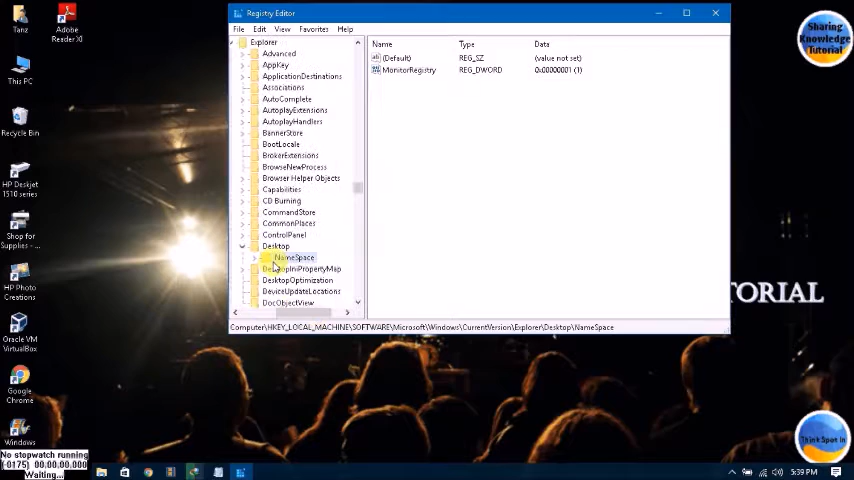 Tanz
Adobe
Reader XI
This PC
Recycle Bin
HP Deskjet
1510 series
Shop for
Supplies - ...
HP Photo
Creations
Oracle VM
VirtualBox
Google
Chrome
Windows
No stopwatch running
(-0175) 00,00,00.000
Waiting...
Registry Editor
File Edit View Favorites Help
Explorer
Advanced
AppKey
ApplicationDestinations
Associations
AutoComplete
AutoplayExtensions
AutoplayHandlers
BannerStore
BootLocale
BrokerExtensions
BrowseNewProcess
Browser Helper Objects
Capabilities
CD Burning
CommandStore
CommonPlaces
ControlPanel
Desktop
NameSpace
DesktopIniPropertyMap
DesktopOptimization
DeviceUpdateLocations
DocObjectView
Name Type Data
(Default) REG_SZ (value not set)
MonitorRegistry REG_DWORD 0x00000001 (1)
Computer\HKEY_LOCAL_MACHINE\SOFTWARE\Microsoft\Windows\CurrentVersion\Explorer\Desktop\NameSpace
Sharing
Knowledge
Tutorial
TORIAL
Think Spot In
5:39 PM